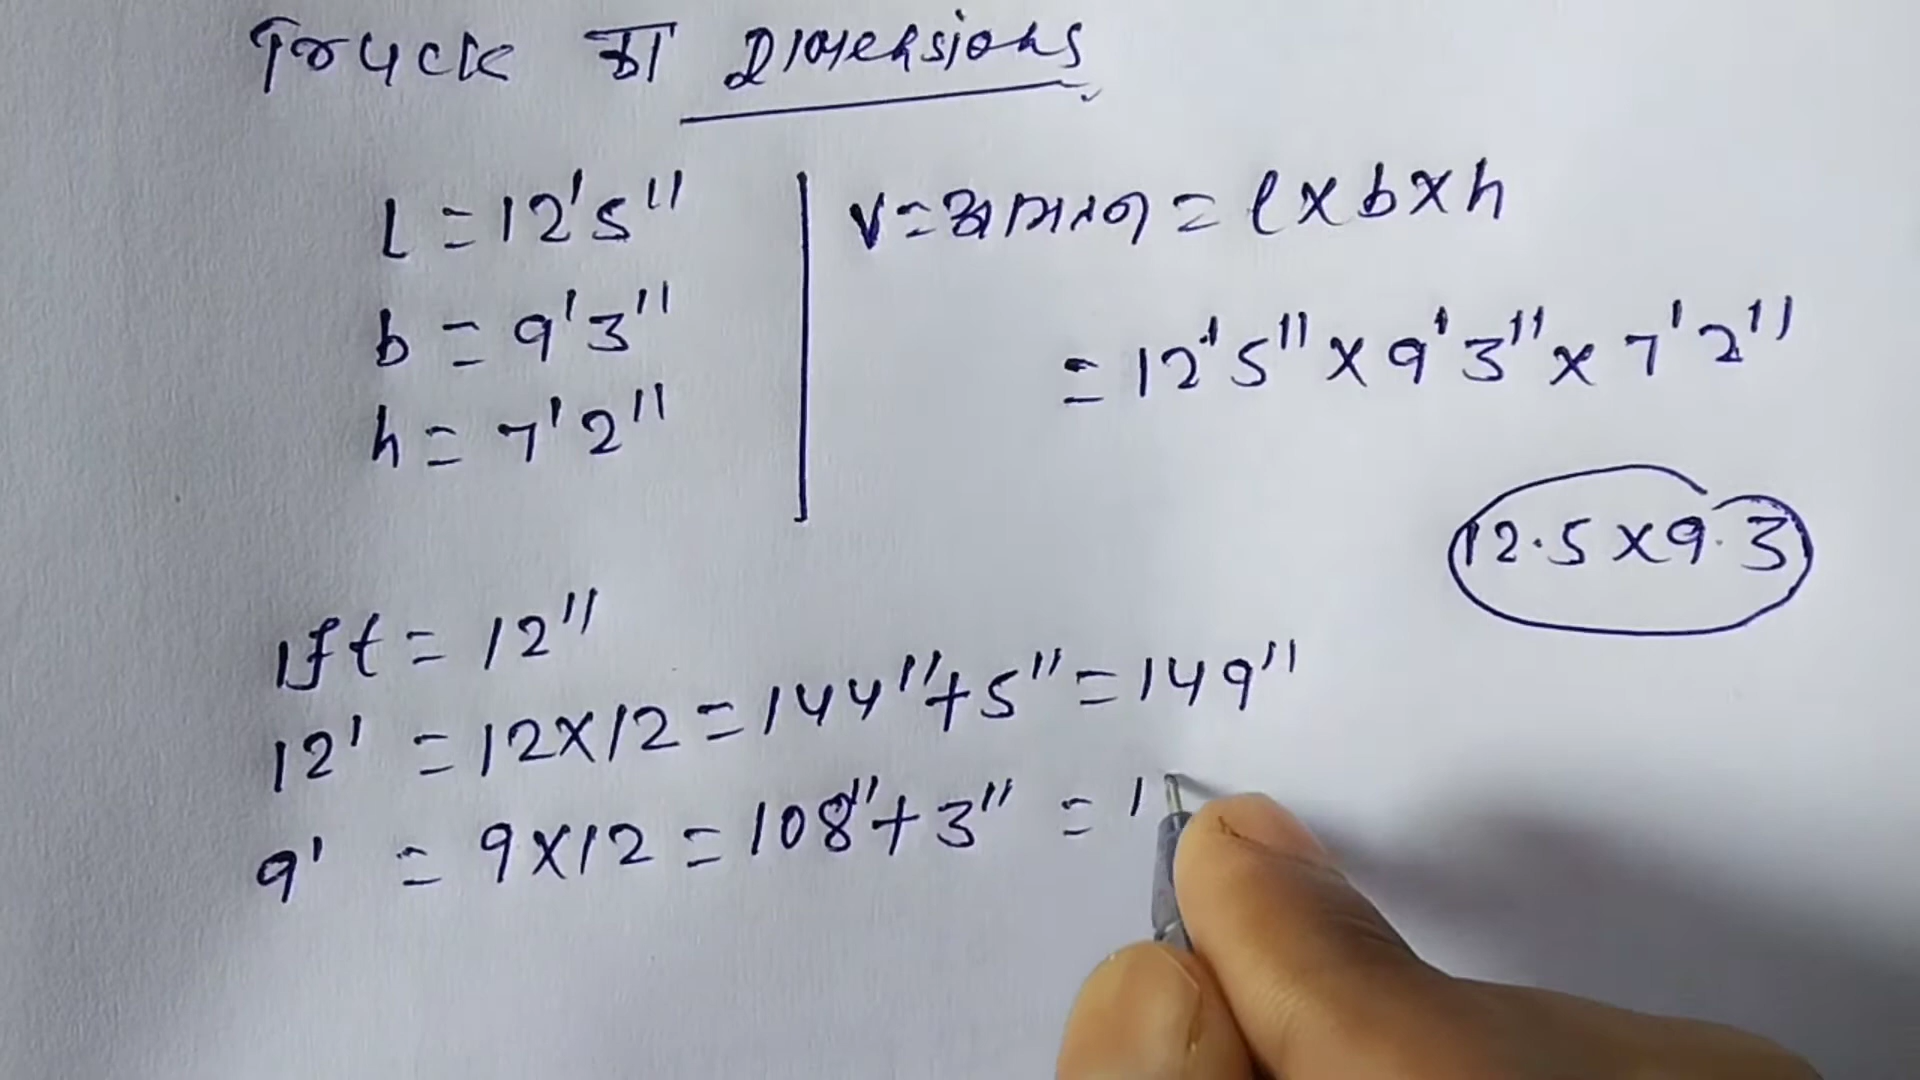 Truck का Dimensions
L = 12'5"
b = 9'3"
h = 7'2"
V = आयतन = l x b x h
= 12'5" x 9'3" x 7'2"
12.5 x 9.3
1ft = 12"
12' = 12x12 = 144"+5" = 149"
9' = 9x12 = 108"+3" = 1